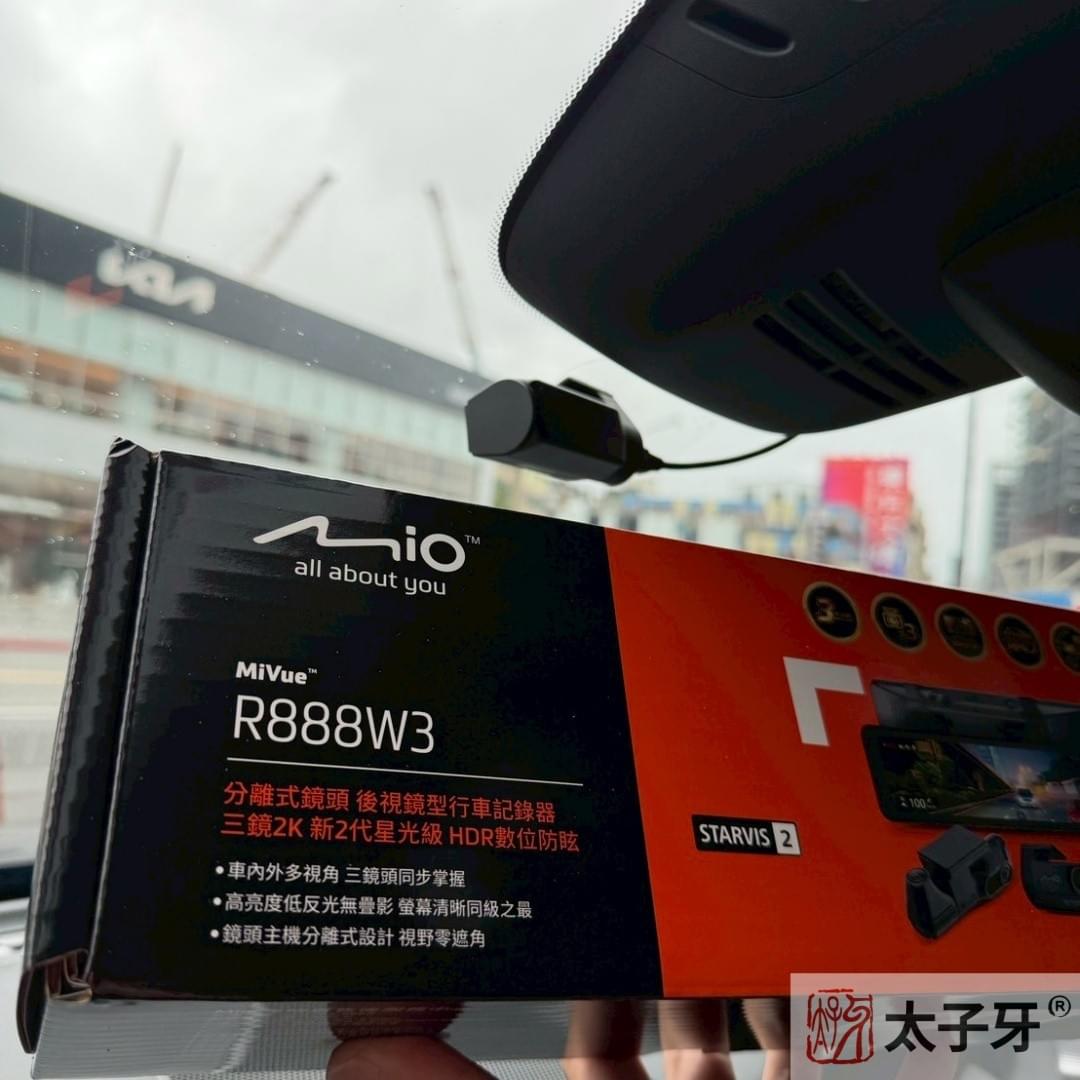 KIA
Mio™
all about you
MiVue™
R888W3
分離式鏡頭 後視鏡型行車記錄器
三鏡2K 新2代星光級 HDR數位防眩
•車內外多視角 三鏡頭同步掌握
•高亮度低反光無疊影 螢幕清晰同級之最
•鏡頭主機分離式設計 視野零遮角
3
100
STARVIS 2
太子牙®